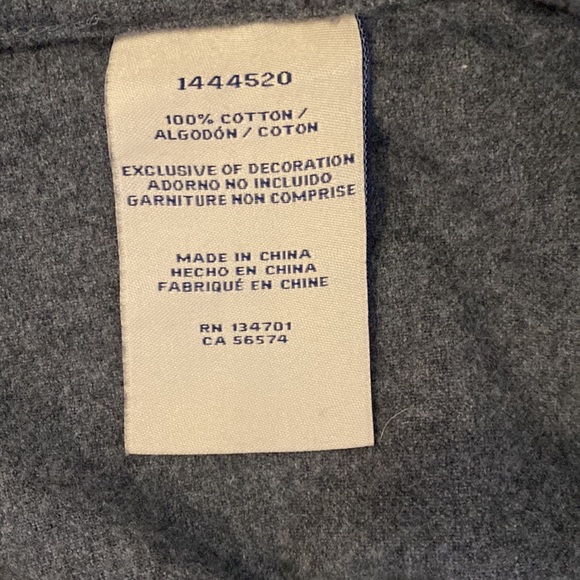 1444520
100% COTTON /
ALGODÓN / COTON
EXCLUSIVE OF DECORATION
ADORNO NO INCLUIDO
GARNITURE NON COMPRISE
MADE IN CHINA
HECHO EN CHINA
FABRIQUÉ EN CHINE
RN 134701
CA 56574